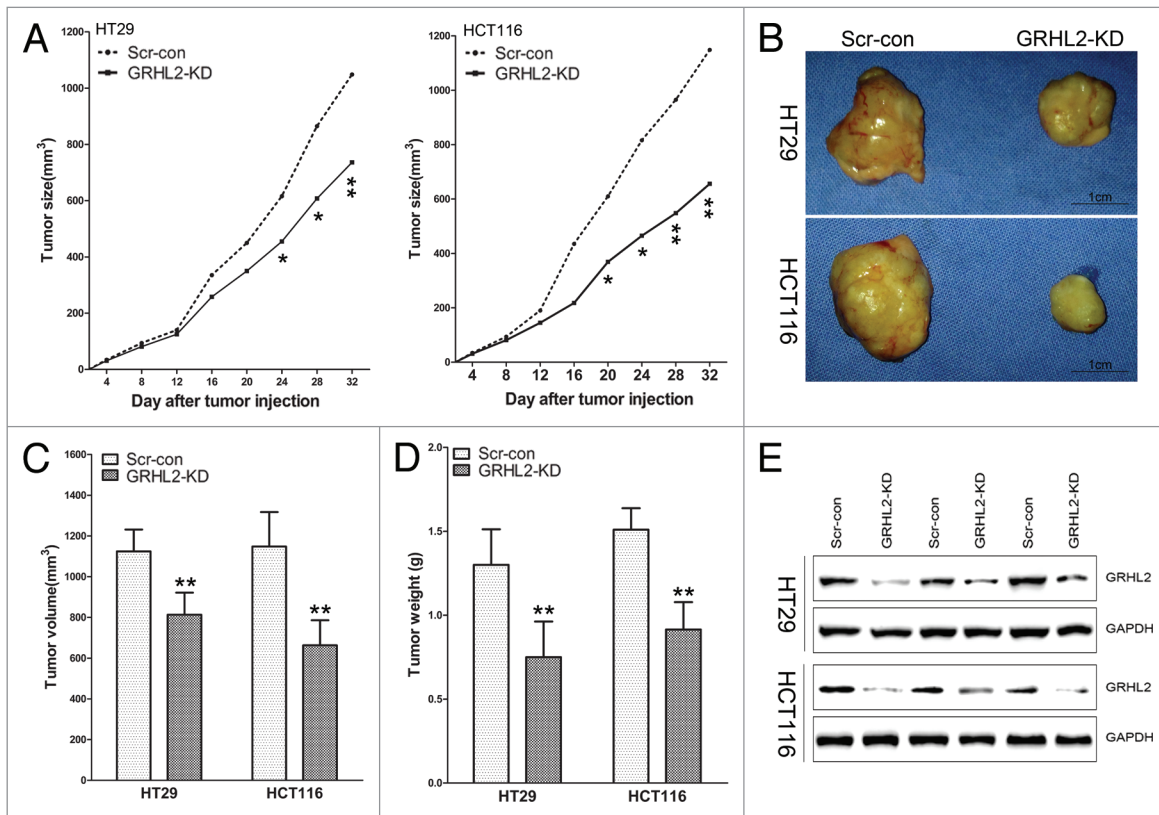 A
HT29
Scr-con
GRHL2-KD
Tumor size(mm3)
1200
1000
800
600
400
200
0
4 8 12 16 20 24 28 32
Day after tumor injection
*
*
**
HCT116
Scr-con
GRHL2-KD
Tumor size(mm3)
1200
1000
800
600
400
200
0
4 8 12 16 20 24 28 32
Day after tumor injection
*
*
**
**
B
Scr-con GRHL2-KD
HT29
1cm
HCT116
1cm
C
Scr-con
GRHL2-KD
Tumor volume(mm3)
1600
1400
1200
1000
800
600
400
200
0
**
**
HT29 HCT116
D
Scr-con
GRHL2-KD
Tumor weight (g)
2.0
1.5
1.0
0.5
0.0
**
**
HT29 HCT116
E
Scr-con GRHL2-KD Scr-con GRHL2-KD Scr-con GRHL2-KD
HT29
GRHL2
GAPDH
HCT116
GRHL2
GAPDH